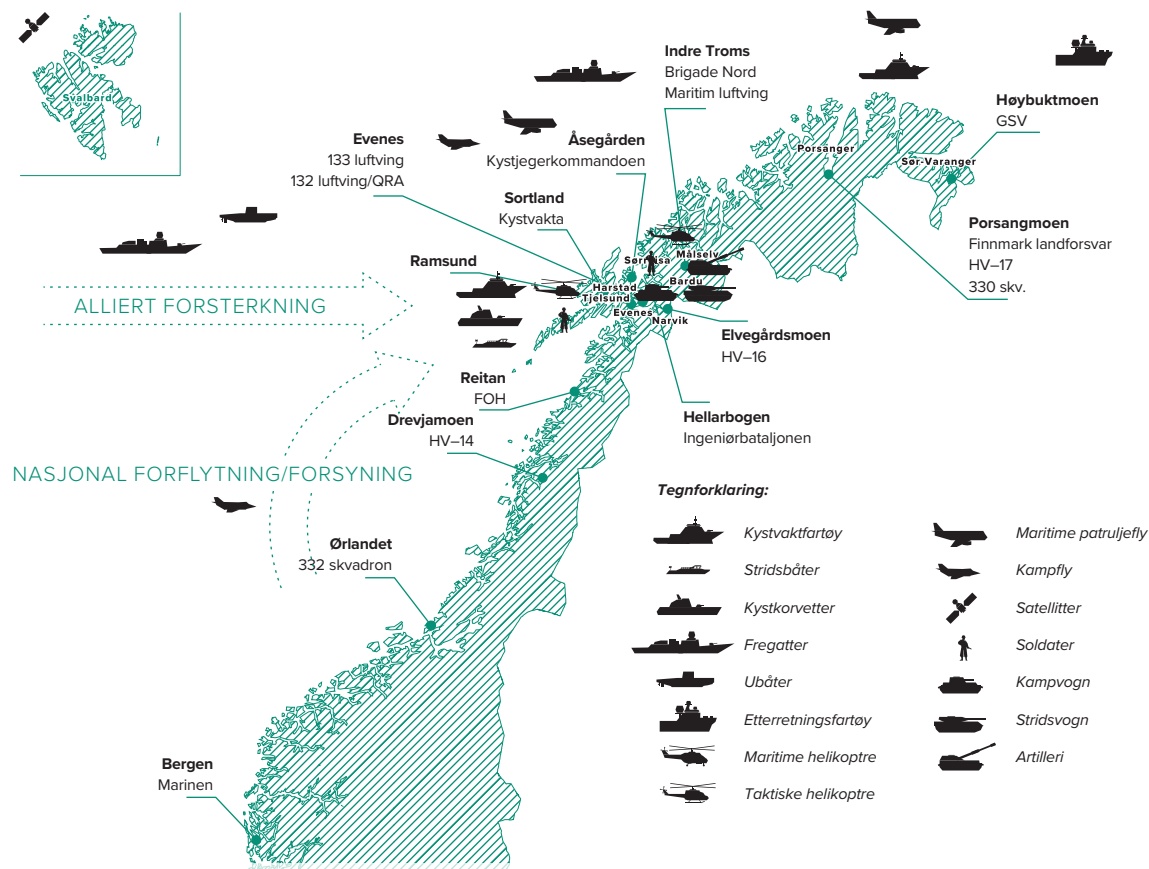 Svalbard
Indre Troms
Brigade Nord
Maritim luftving
Høybuktmoen
GSV
Evenes
133 luftving
132 luftving/QRA
Åsegården
Kystjegerkommandoen
Sortland
Kystvakta
Porsanger
Sør-Varanger
Porsangmoen
Finnmark landforsvar
HV–17
330 skv.
Ramsund
Målselv
Bardu
Harstad
Tjelsund
Evenes
Narvik
ALLIERT FORSTERKNING
Elvegårdsmoen
HV–16
Reitan
FOH
Hellarbogen
Ingeniørbataljonen
Drevjamoen
HV–14
NASJONAL FORFLYTNING/FORSYNING
Ørlandet
332 skvadron
Bergen
Marinen
Tegnforklaring:
Kystvaktfartøy
Stridsbåter
Kystkorvetter
Fregatter
Ubåter
Etterretningsfartøy
Maritime helikoptre
Taktiske helikoptre
Maritime patruljefly
Kampfly
Satellitter
Soldater
Kampvogn
Stridsvogn
Artilleri